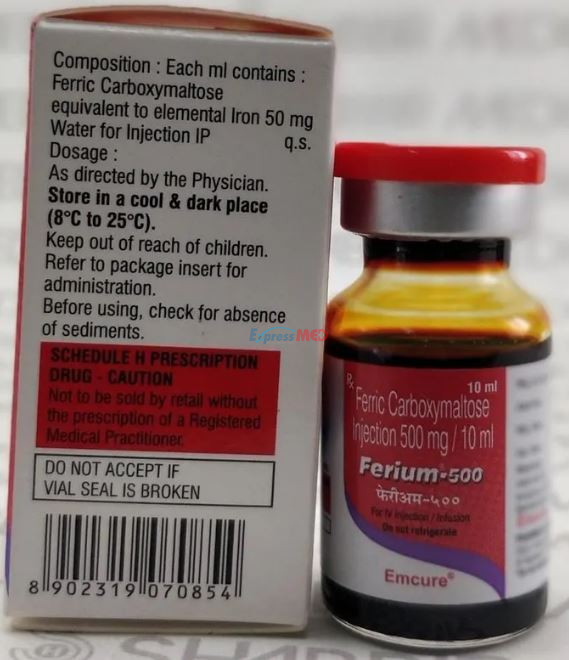 Composition : Each ml contains :
Ferric Carboxymaltose
equivalent to elemental Iron 50 mg
Water for Injection IP q.s.
Dosage :
As directed by the Physician.
Store in a cool & dark place
(8°C to 25°C).
Keep out of reach of children.
Refer to package insert for
administration.
Before using, check for absence
of sediments.
SCHEDULE H PRESCRIPTION
DRUG - CAUTION
Not to be sold by retail without
the prescription of a Registered
Medical Practitioner.
DO NOT ACCEPT IF
VIAL SEAL IS BROKEN
8 902319 070854
ExpressMED
Rx
10 ml
Ferric Carboxymaltose
Injection 500 mg / 10 ml
Ferium-500
फेरीअम-५००
For IV Injection / Infusion
Do not refrigerate
Emcure®